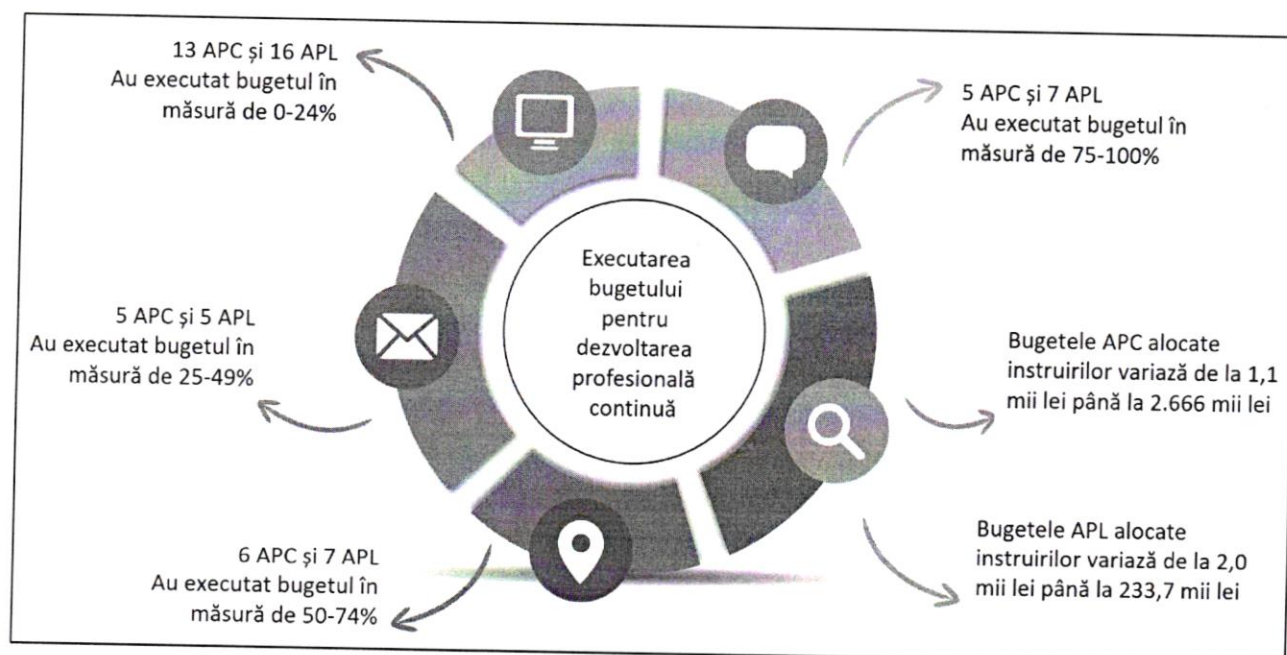 13 APC și 16 APL
Au executat bugetul în
măsură de 0-24%
5 APC și 7 APL
Au executat bugetul în
măsură de 75-100%
Executarea
bugetului
pentru
dezvoltarea
profesională
continuă
5 APC și 5 APL
Au executat bugetul în
măsură de 25-49%
Bugetele APC alocate
instruirilor variază de la 1,1
mii lei până la 2.666 mii lei
6 APC și 7 APL
Au executat bugetul în
măsură de 50-74%
Bugetele APL alocate
instruirilor variază de la 2,0
mii lei până la 233,7 mii lei